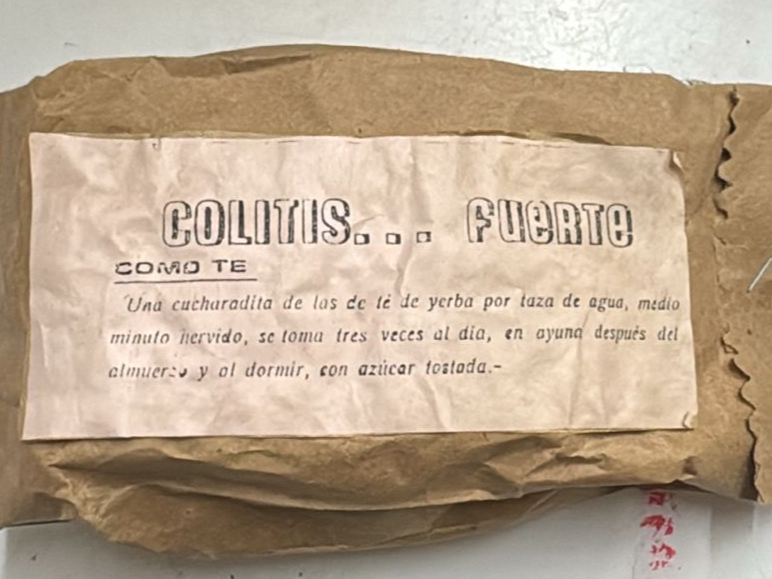 COLITIS... FUERTE
COMO TE
Una cucharadita de las de té de yerba por taza de agua, medio
minuto hervido, se toma tres veces al día, en ayuna después del
almuerzo y al dormir, con azúcar tostada.-